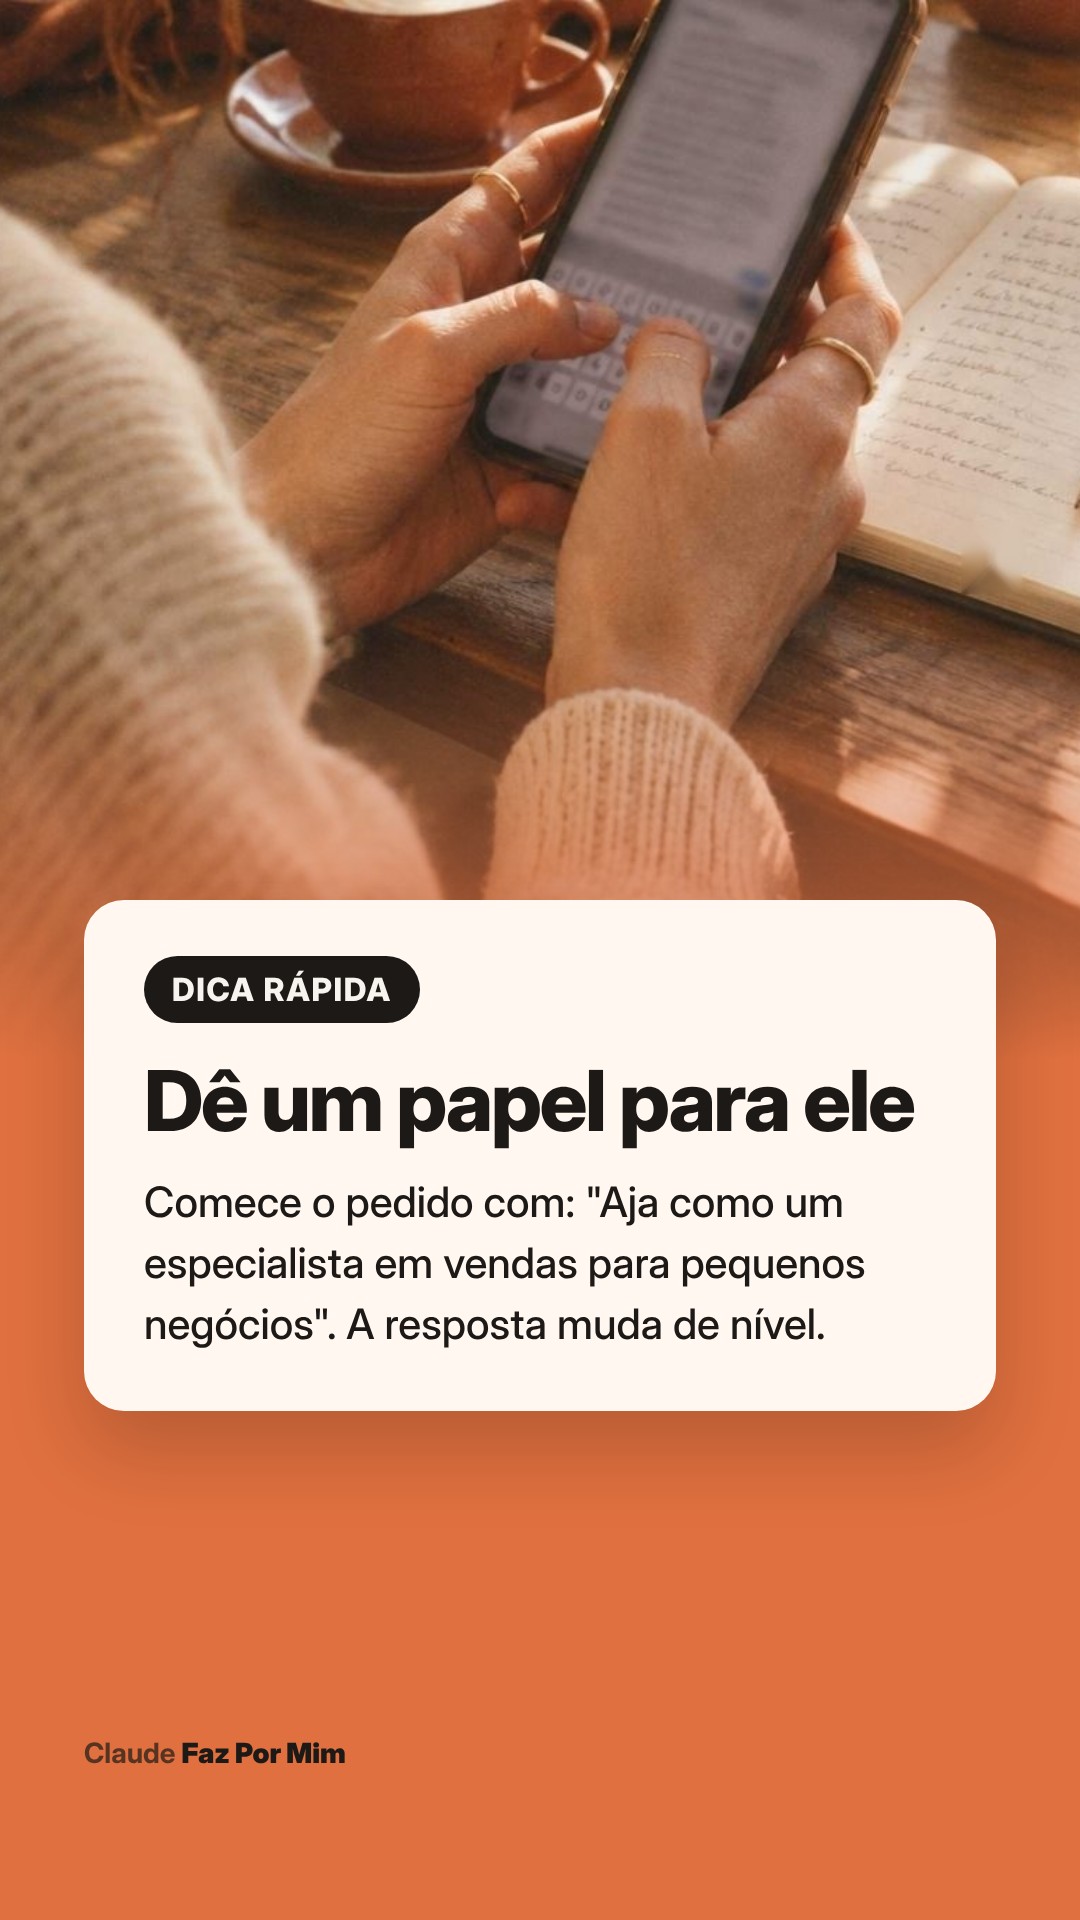 DICA RÁPIDA
Dê um papel para ele
Comece o pedido com: "Aja como um
especialista em vendas para pequenos
negócios". A resposta muda de nível.
Claude Faz Por Mim